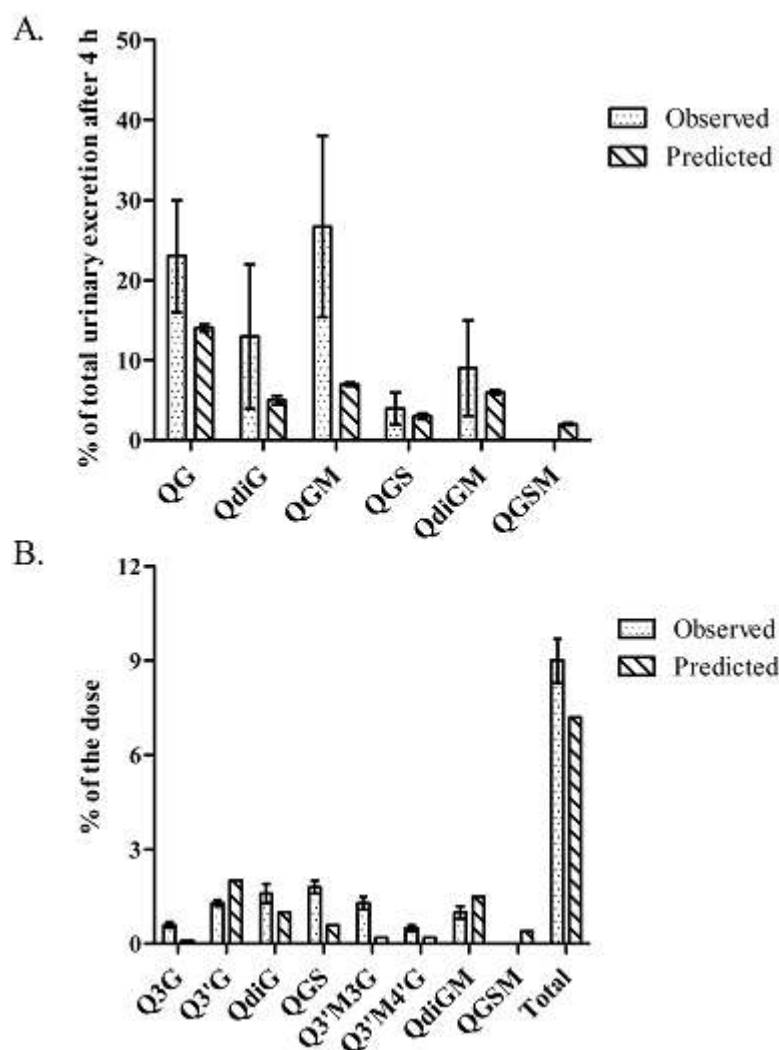 A.
% of total urinary excretion after 4 h
50
40
30
20
10
0
QG
QdiG
QGM
QGS
QdiGM
QGSM
Observed
Predicted
B.
% of the dose
12
9
6
3
0
Q3G
Q3'G
QdiG
QGS
Q3'M3G
Q3'M4'G
QdiGM
QGSM
Total
Observed
Predicted